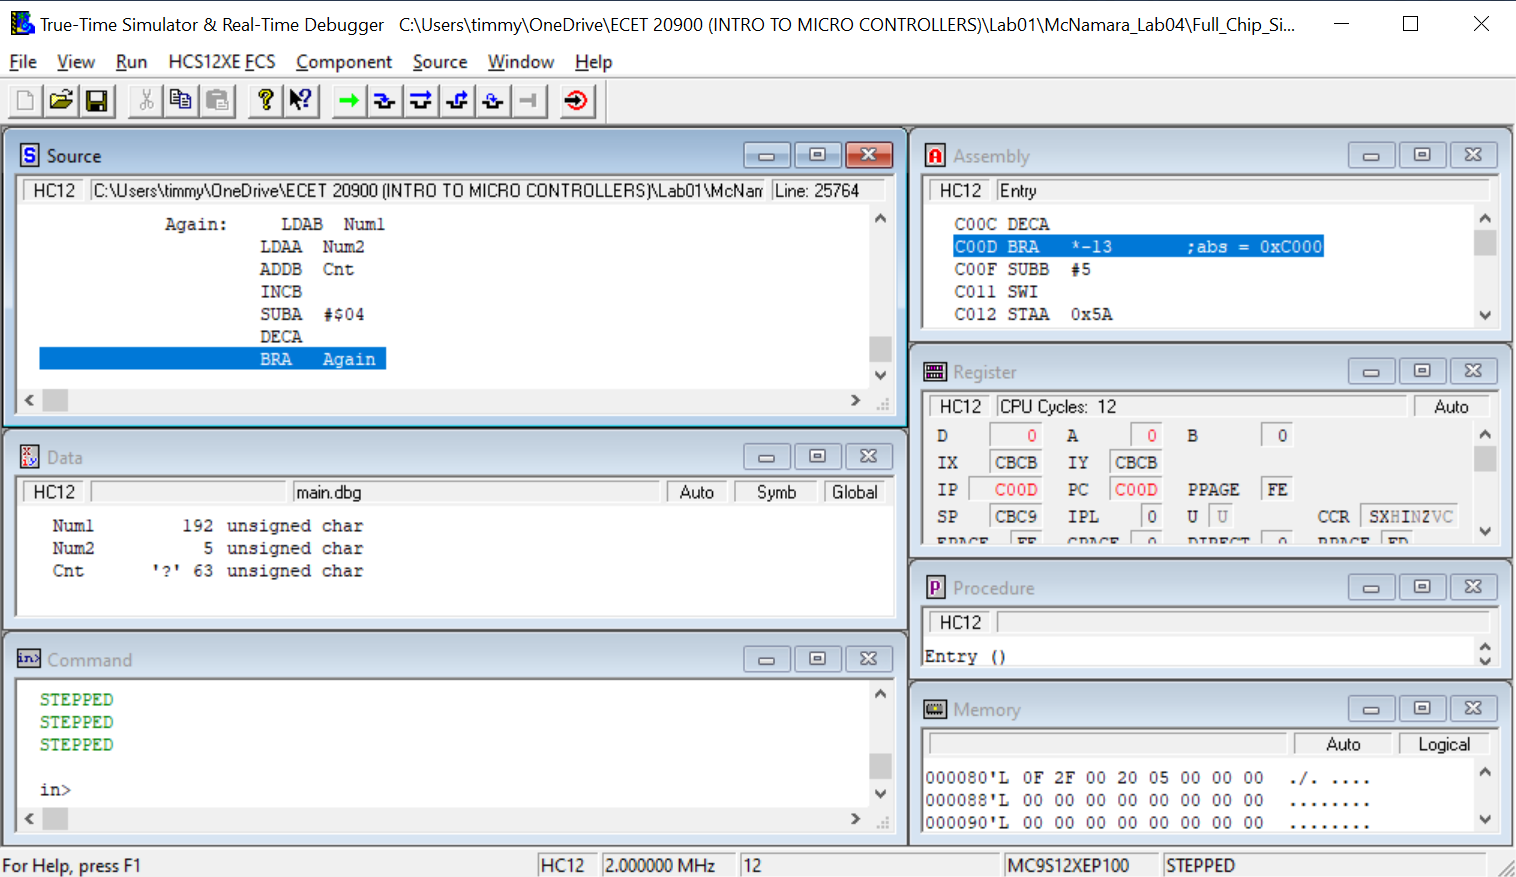 True-Time Simulator & Real-Time Debugger   C:\Users\timmy\OneDrive\ECET 20900 (INTRO TO MICRO CONTROLLERS)\Lab01\McNamara_Lab04\Full_Chip_Si...
File View Run HCS12XE FCS Component Source Window Help
Source
HC12 C:\Users\timmy\OneDrive\ECET 20900 (INTRO TO MICRO CONTROLLERS)\Lab01\McNam Line: 25764
Again: LDAB Num1
LDAA Num2
ADDB Cnt
INCB
SUBA #$04
DECA
BRA Again
Assembly
HC12 Entry
C00C DECA
C00D BRA *-13 ;abs = 0xC000
C00F SUBB #5
C011 SWI
C012 STAA 0x5A
Register
HC12 CPU Cycles: 12 Auto
D 0 A 0 B 0
IX CBCB IY CBCB
IP C00D PC C00D PPAGE FE
SP CBC9 IPL 0 U U CCR SXHINZVC
EPAGE FE GPAGE 0 DIRECT 0 RPAGE FD
Data
HC12 main.dbg Auto Symb Global
Num1 192 unsigned char
Num2 5 unsigned char
Cnt '?' 63 unsigned char
Procedure
HC12
Entry ()
Command
STEPPED
STEPPED
STEPPED
in>
Memory
Auto Logical
000080'L 0F 2F 00 20 05 00 00 00 ./. ....
000088'L 00 00 00 00 00 00 00 00 ........
000090'L 00 00 00 00 00 00 00 00 ........
For Help, press F1 HC12 2.000000 MHz 12 MC9S12XEP100 STEPPED